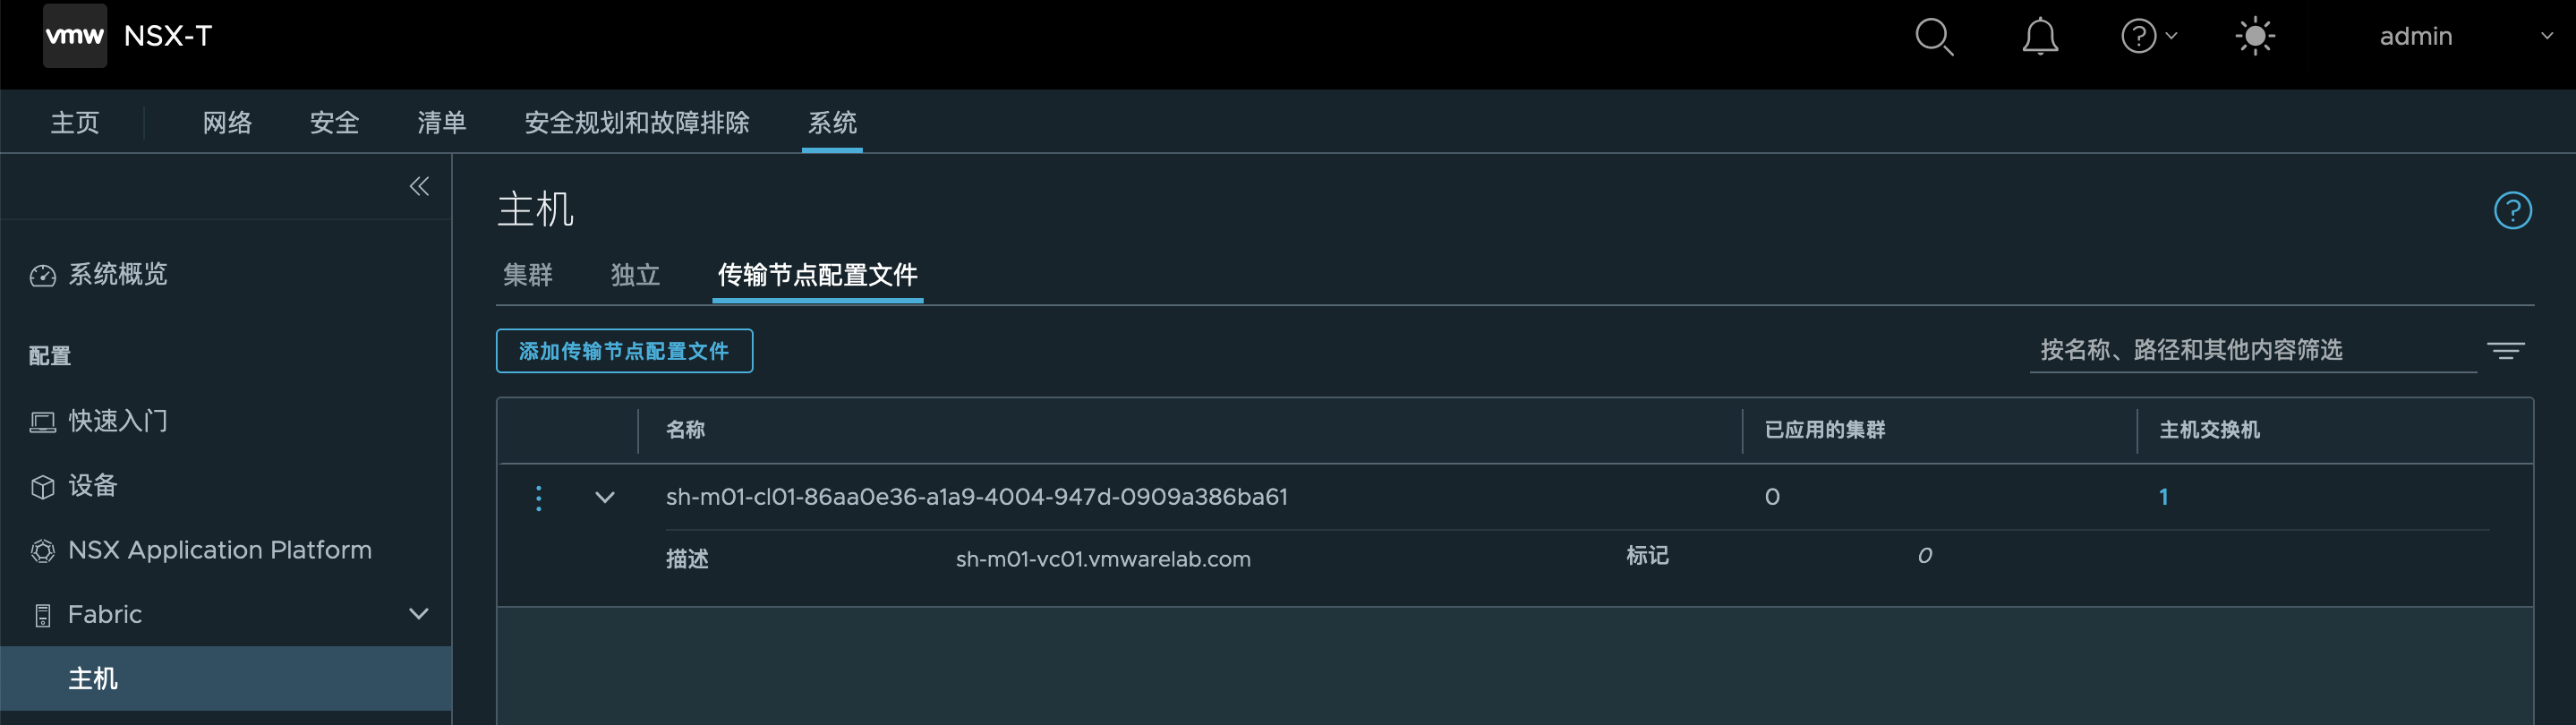 vmw NSX-T admin
主页 网络 安全 清单 安全规划和故障排除 系统
主机
集群 独立 传输节点配置文件
添加传输节点配置文件 按名称、路径和其他内容筛选
名称 已应用的集群 主机交换机
sh-m01-cl01-86aa0e36-a1a9-4004-947d-0909a386ba61 0 1
描述 sh-m01-vc01.vmwarelab.com 标记 0
系统概览
配置
快速入门
设备
NSX Application Platform
Fabric
主机